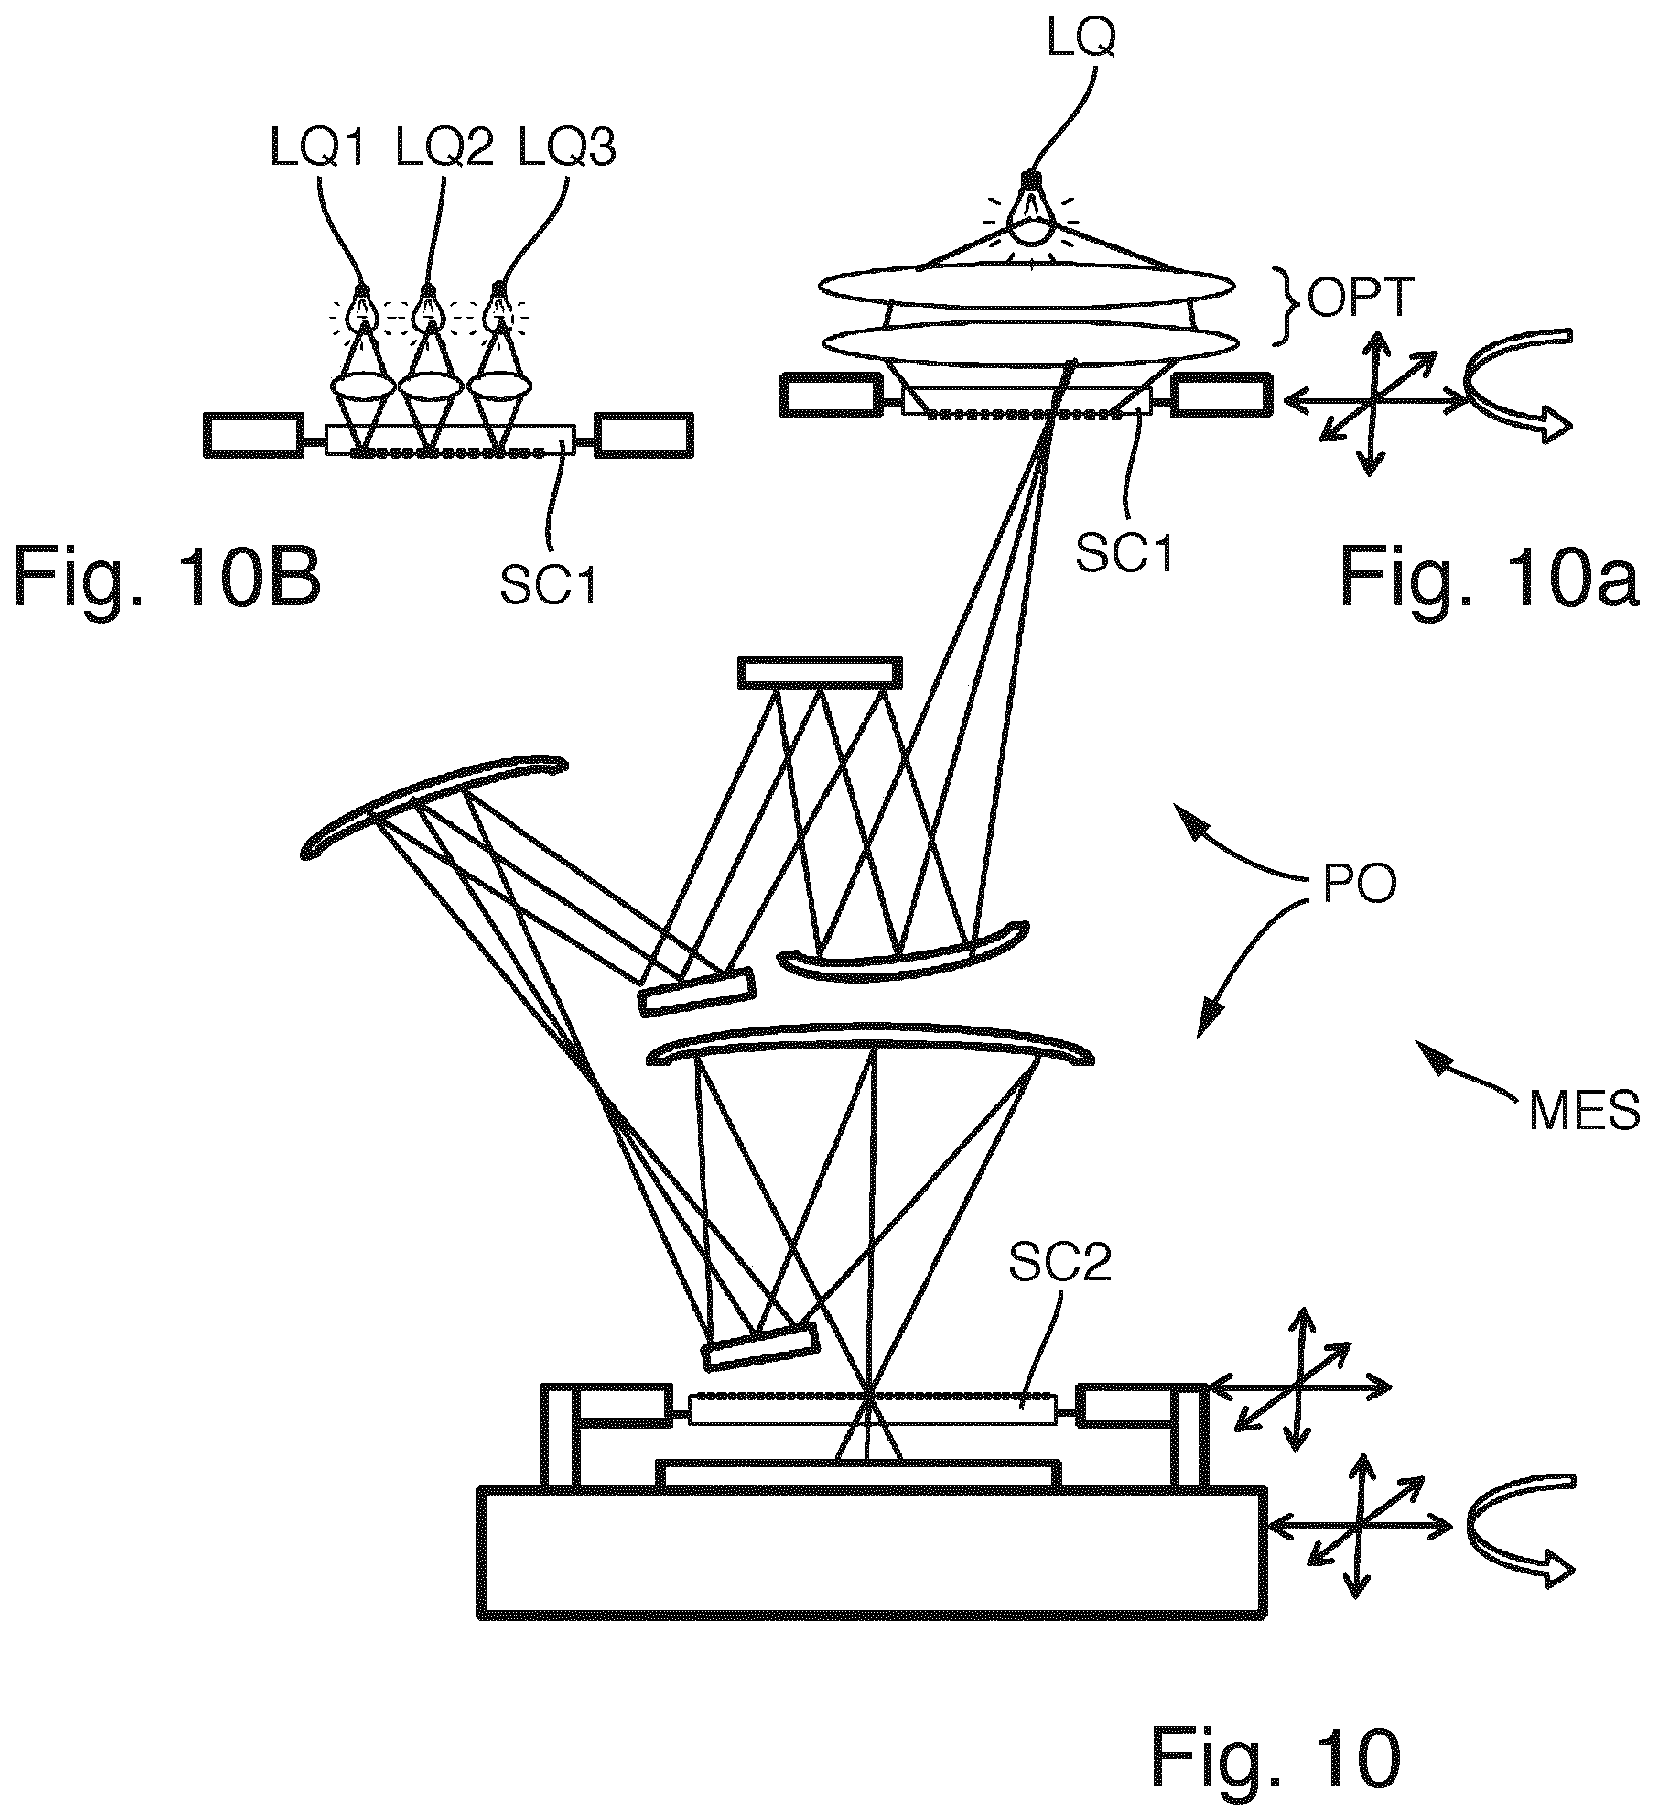 LQ
LQ1 LQ2 LQ3
OPT
SC1
Fig. 10B
SC1
Fig. 10a
PO
MES
SC2
Fig. 10